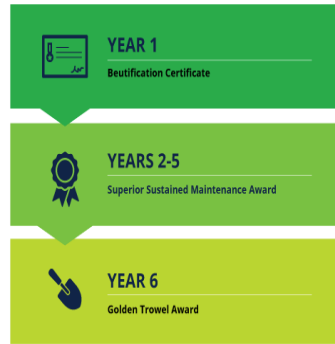 YEAR 1
Beutification Certificate
YEARS 2-5
Superior Sustained Maintenance Award
YEAR 6
Golden Trowel Award